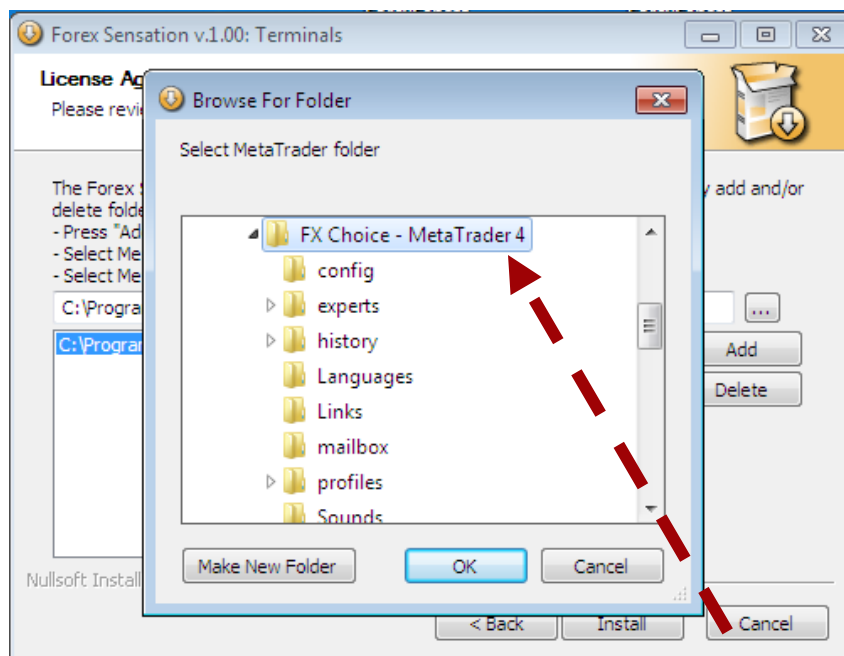 Forex Sensation v.1.00: Terminals
License Ag
Please revi
Browse For Folder
Select MetaTrader folder
The Forex
y add and/or
delete folde
- Press "Ad
- Select Me
- Select Me
C:\Progra
...
C:\Program
Add
Delete
FX Choice - MetaTrader 4
config
experts
history
Languages
Links
mailbox
profiles
Sounds
Make New Folder
OK
Cancel
Nullsoft Install
< Back
Install
Cancel